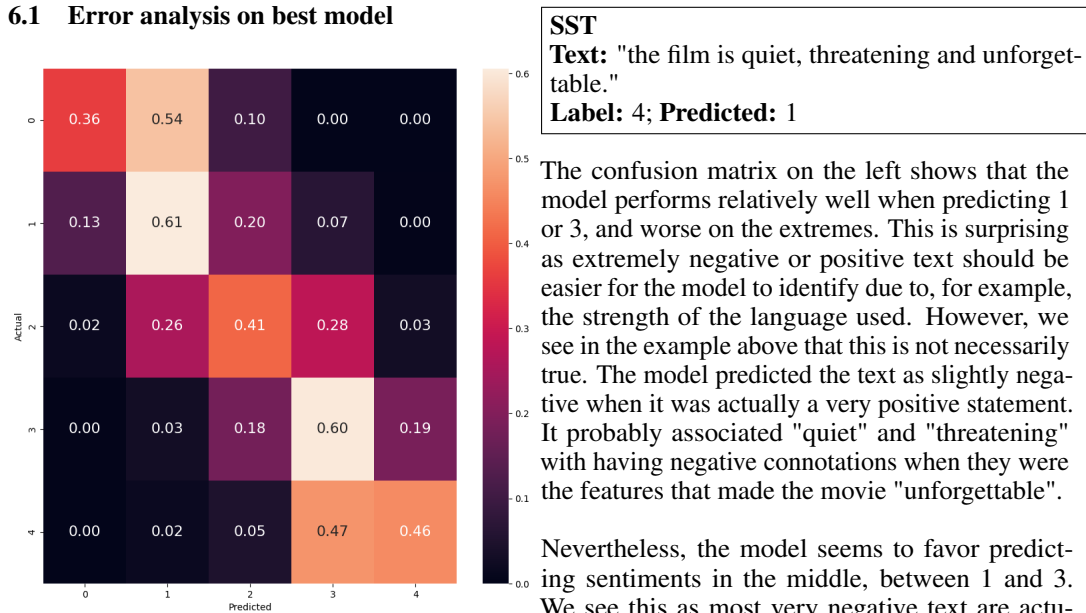 6.1 Error analysis on best model
0.36 0.54 0.10 0.00 0.00
0.13 0.61 0.20 0.07 0.00
0.02 0.26 0.41 0.28 0.03
0.00 0.03 0.18 0.60 0.19
0.00 0.02 0.05 0.47 0.46
0
1
2
3
4
Actual
0 1 2 3 4
Predicted
0.6
0.5
0.4
0.3
0.2
0.1
0.0
SST
Text: "the film is quiet, threatening and unforget-
table."
Label: 4; Predicted: 1
The confusion matrix on the left shows that the
model performs relatively well when predicting 1
or 3, and worse on the extremes. This is surprising
as extremely negative or positive text should be
easier for the model to identify due to, for example,
the strength of the language used. However, we
see in the example above that this is not necessarily
true. The model predicted the text as slightly nega-
tive when it was actually a very positive statement.
It probably associated "quiet" and "threatening"
with having negative connotations when they were
the features that made the movie "unforgettable".
Nevertheless, the model seems to favor predict-
ing sentiments in the middle, between 1 and 3.
We see this as most very negative text are actu-